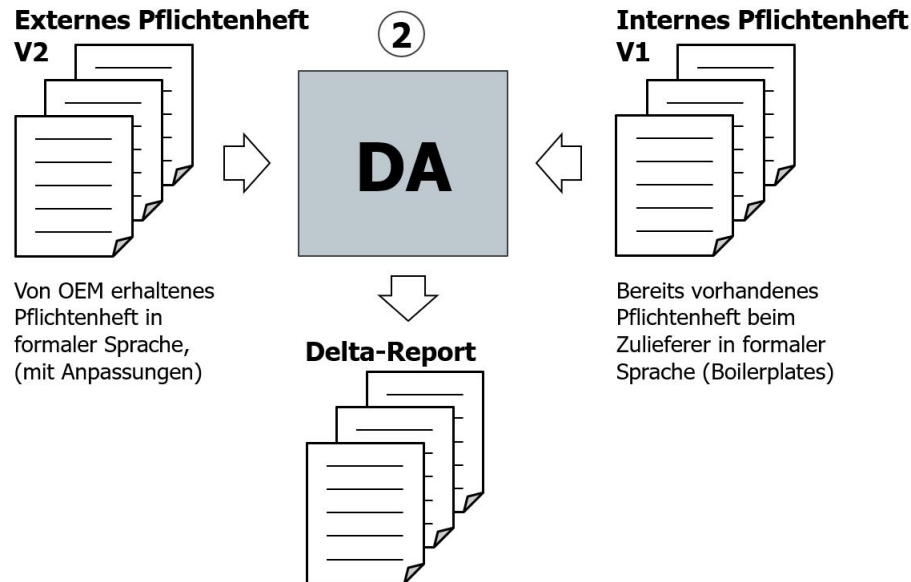 Externes Pflichtenheft
V2
2
Internes Pflichtenheft
V1
DA
Von OEM erhaltenes
Pflichtenheft in
formaler Sprache,
(mit Anpassungen)
Bereits vorhandenes
Pflichtenheft beim
Zulieferer in formaler
Sprache (Boilerplates)
Delta-Report